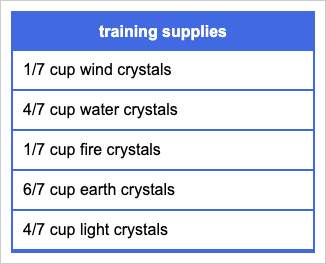 training supplies
1/7 cup wind crystals
4/7 cup water crystals
1/7 cup fire crystals
6/7 cup earth crystals
4/7 cup light crystals